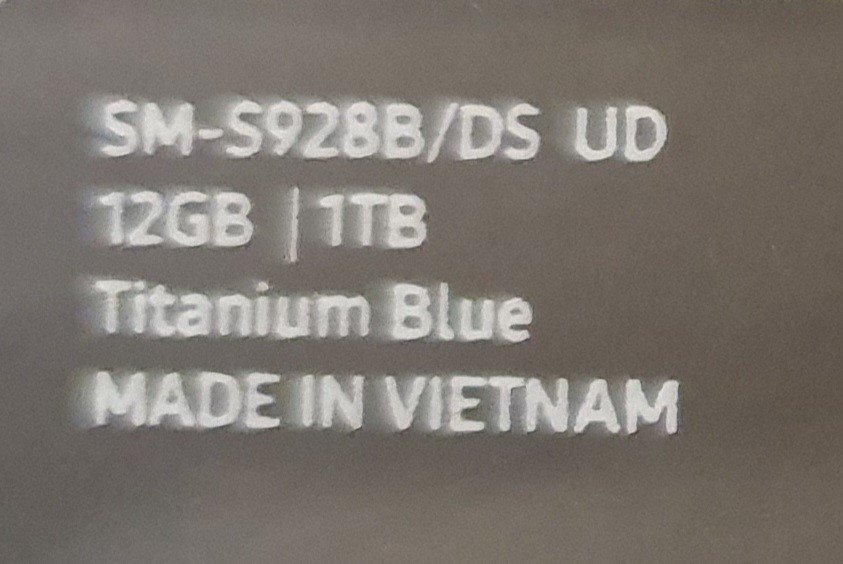 SM-S928B/DS UD
12GB | 1TB
Titanium Blue
MADE IN VIETNAM